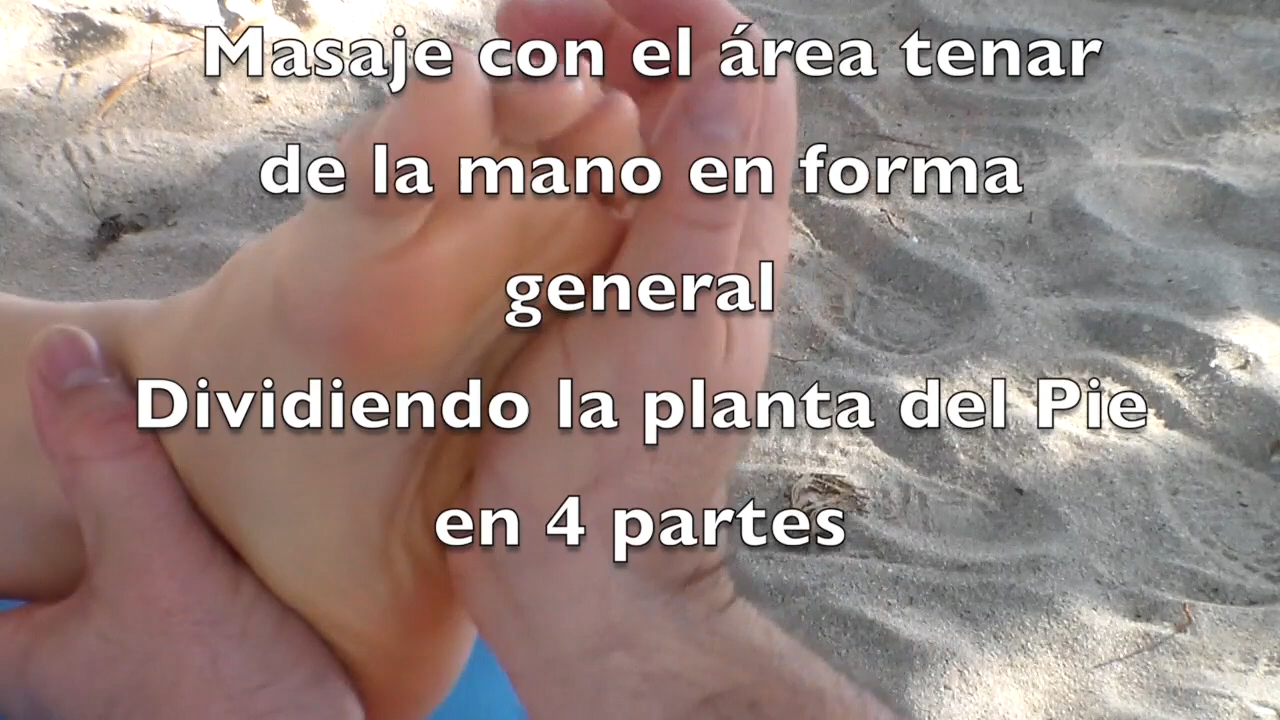 Masaje con el área tenar
de la mano en forma
general
Dividiendo la planta del Pie
en 4 partes